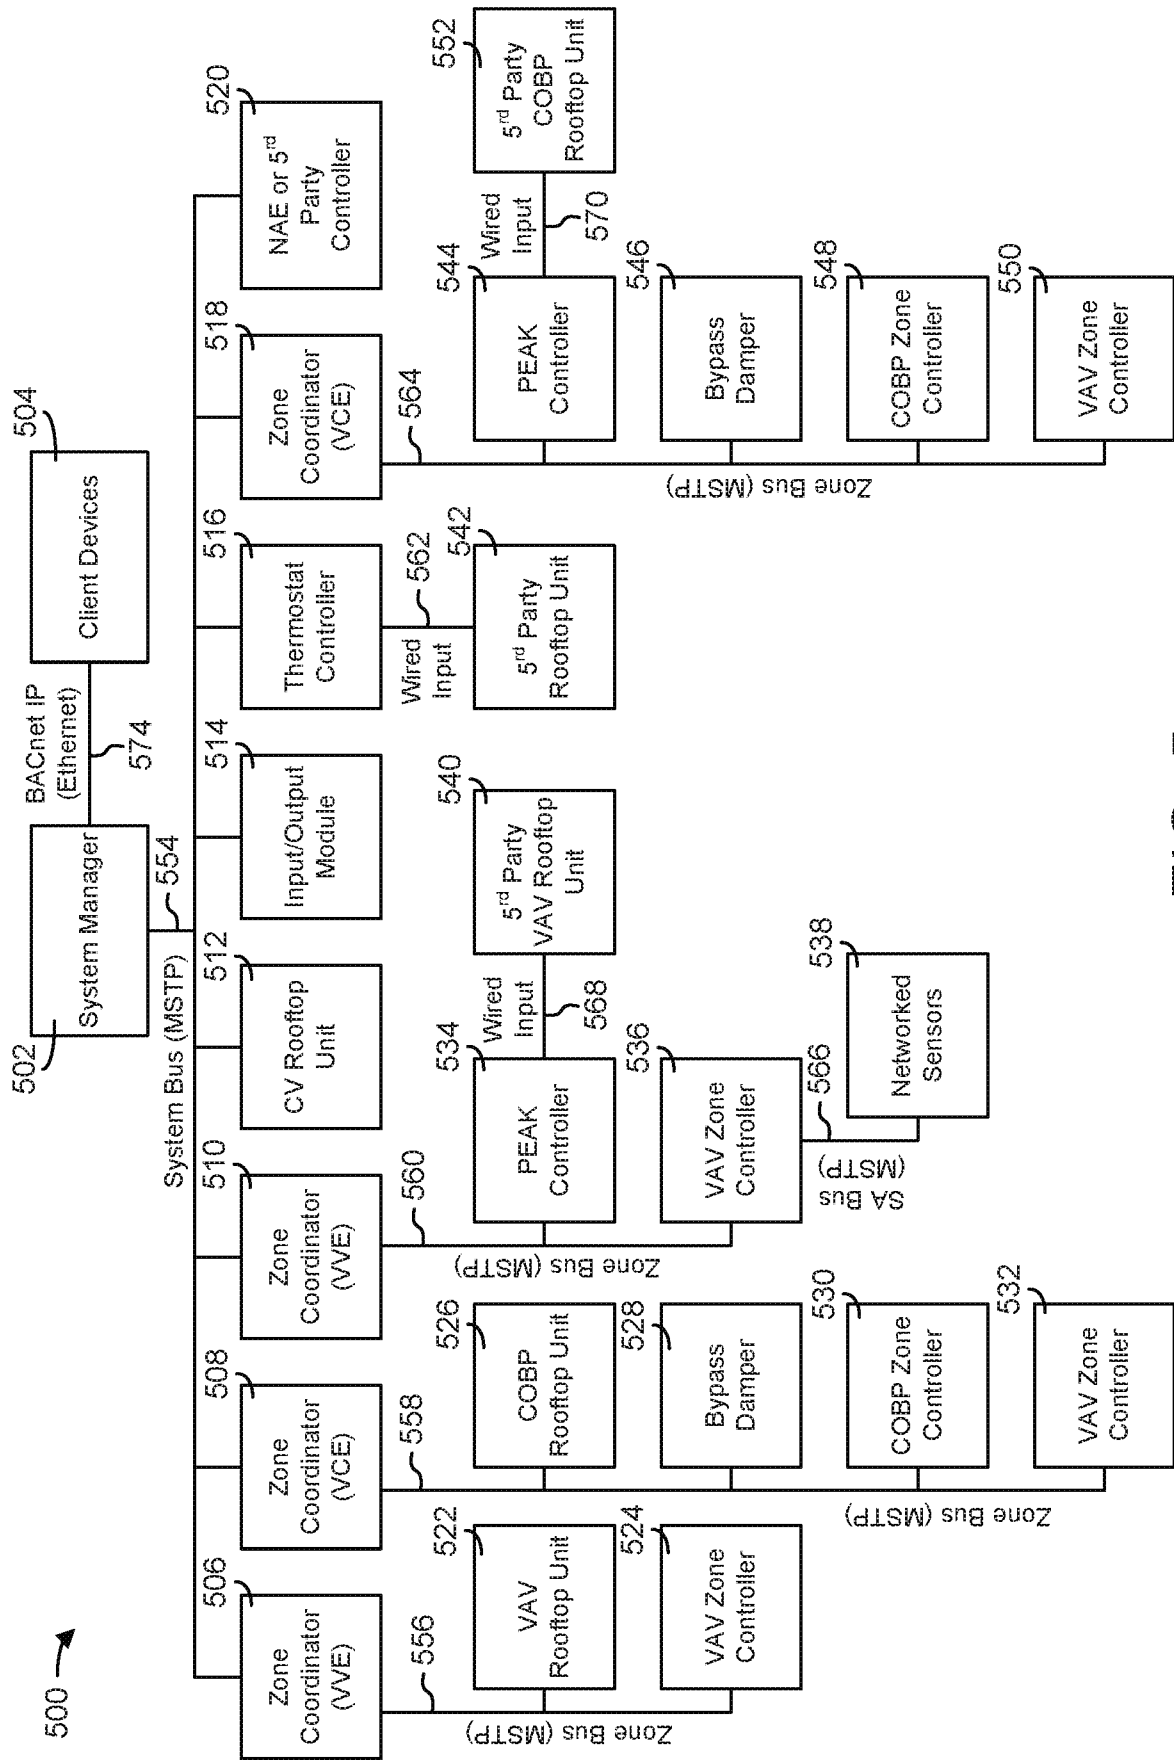 500
502
System Manager
BACnet IP
(Ethernet)
574
504
Client Devices
554
System Bus (MSTP)
506
Zone
Coordinator
(VVE)
508
Zone
Coordinator
(VCE)
510
Zone
Coordinator
(VVE)
512
CV Rooftop
Unit
514
Input/Output
Module
516
Thermostat
Controller
518
Zone
Coordinator
(VCE)
520
NAE or 5rd
Party
Controller
556
Zone Bus (MSTP)
522
VAV
Rooftop Unit
524
VAV Zone
Controller
558
Zone Bus (MSTP)
526
COBP
Rooftop Unit
528
Bypass
Damper
530
COBP Zone
Controller
532
VAV Zone
Controller
560
Zone Bus (MSTP)
534
PEAK
Controller
Wired
Input
568
540
5rd Party
VAV Rooftop
Unit
536
VAV Zone
Controller
566
SA Bus
(MSTP)
538
Networked
Sensors
Wired
Input
562
542
5rd Party
Rooftop Unit
564
Zone Bus (MSTP)
544
PEAK
Controller
Wired
Input
570
552
5rd Party
COBP
Rooftop Unit
546
Bypass
Damper
548
COBP Zone
Controller
550
VAV Zone
Controller